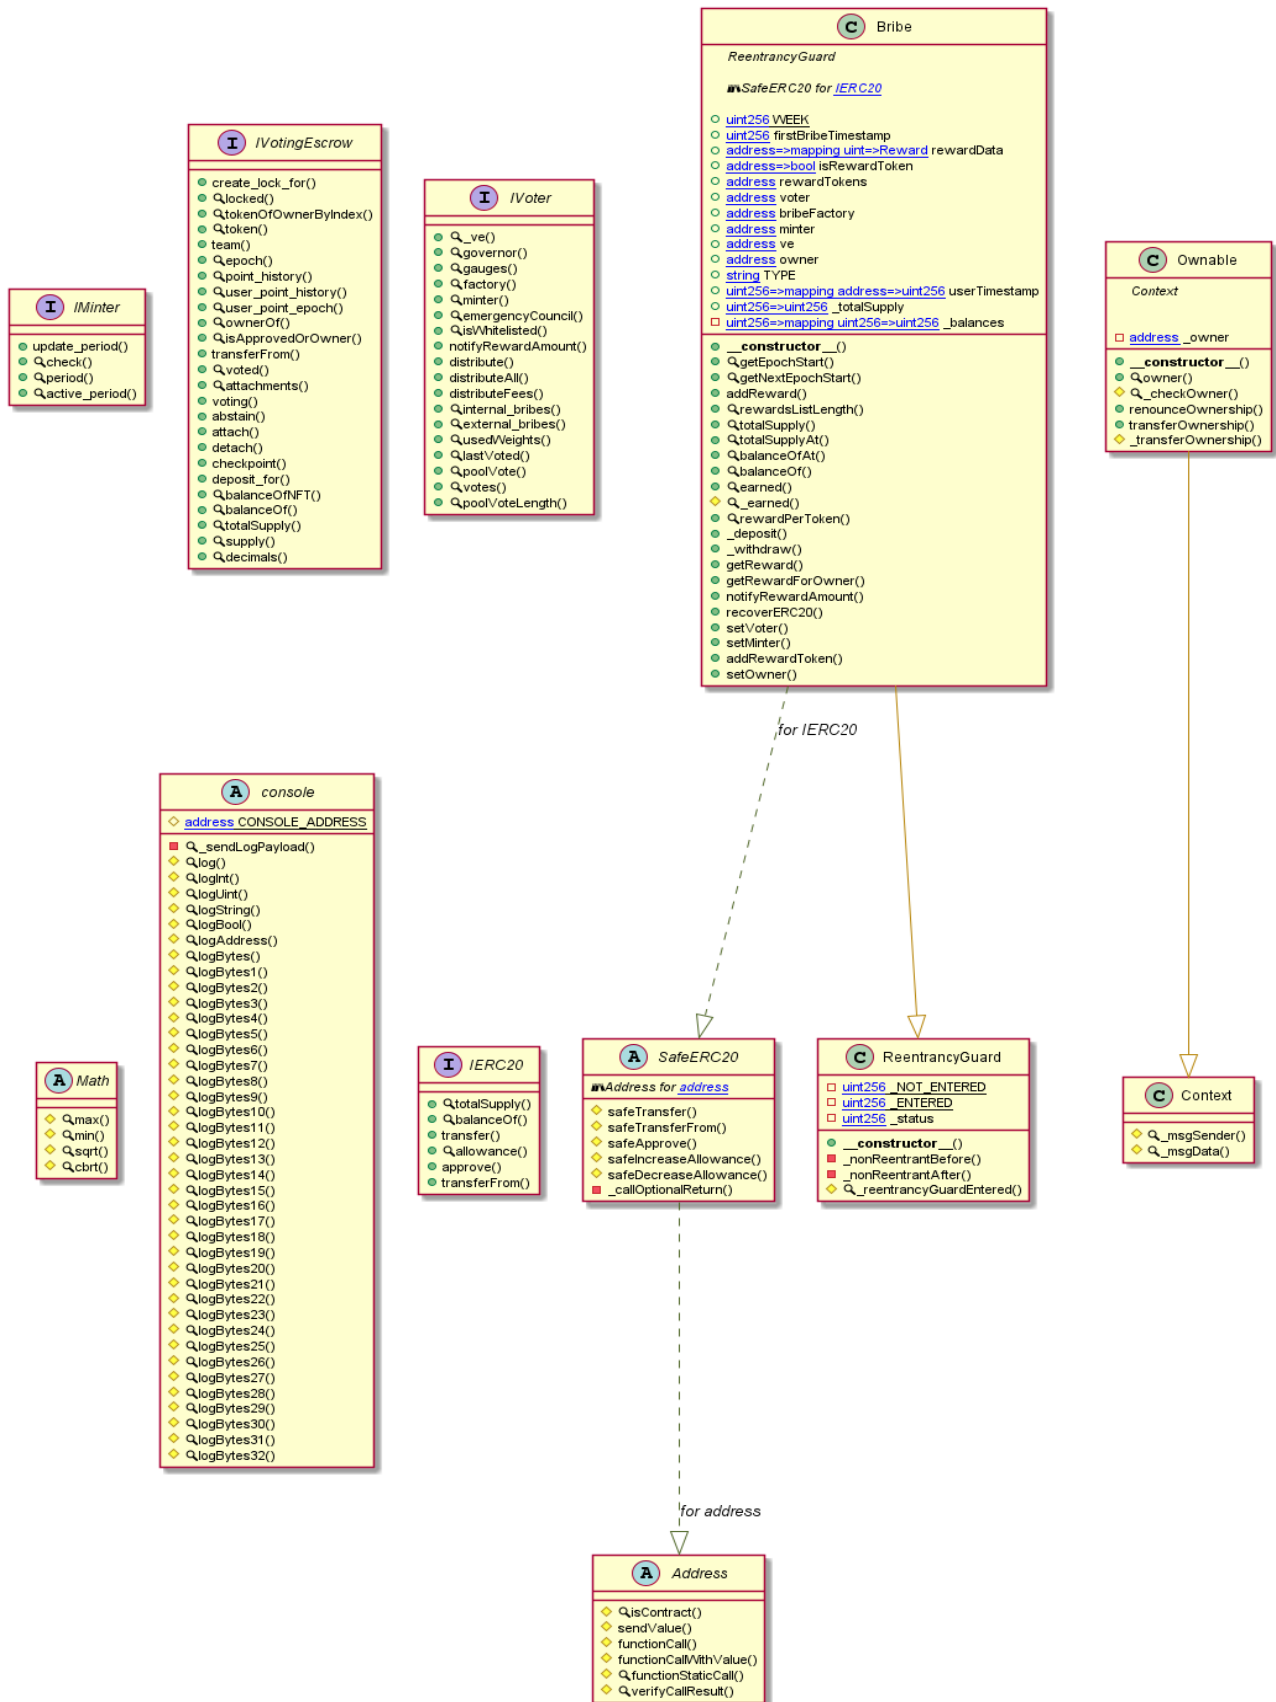 C Bribe
ReentrancyGuard
SafeERC20 for IERC20
uint256 WEEK
uint256 firstBribeTimestamp
address=>mapping uint=>Reward rewardData
address=>bool isRewardToken
address rewardTokens
address voter
address bribeFactory
address minter
address ve
address owner
string TYPE
uint256=>mapping address=>uint256 userTimestamp
uint256=>uint256 _totalSupply
uint256=>mapping uint256=>uint256 _balances
__constructor__()
getEpochStart()
getNextEpochStart()
addReward()
rewardsListLength()
totalSupply()
totalSupplyAt()
balanceOfAt()
balanceOf()
earned()
_earned()
rewardPerToken()
_deposit()
_withdraw()
getReward()
getRewardForOwner()
notifyRewardAmount()
recoverERC20()
setVoter()
setMinter()
addRewardToken()
setOwner()
I IVotingEscrow
create_lock_for()
locked()
tokenOfOwnerByIndex()
token()
team()
epoch()
point_history()
user_point_history()
user_point_epoch()
ownerOf()
isApprovedOrOwner()
transferFrom()
voted()
attachments()
voting()
abstain()
attach()
detach()
checkpoint()
deposit_for()
balanceOfNFT()
balanceOf()
totalSupply()
supply()
decimals()
I IVoter
_ve()
governor()
gauges()
factory()
minter()
emergencyCouncil()
isWhitelisted()
notifyRewardAmount()
distribute()
distributeAll()
distributeFees()
internal_bribes()
external_bribes()
usedWeights()
lastVoted()
poolVote()
votes()
poolVoteLength()
C Ownable
Context
address _owner
__constructor__()
owner()
_checkOwner()
renounceOwnership()
transferOwnership()
_transferOwnership()
I IMinter
update_period()
check()
period()
active_period()
for IERC20
A console
address CONSOLE_ADDRESS
_sendLogPayload()
log()
logInt()
logUint()
logString()
logBool()
logAddress()
logBytes()
logBytes1()
logBytes2()
logBytes3()
logBytes4()
logBytes5()
logBytes6()
logBytes7()
logBytes8()
logBytes9()
logBytes10()
logBytes11()
logBytes12()
logBytes13()
logBytes14()
logBytes15()
logBytes16()
logBytes17()
logBytes18()
logBytes19()
logBytes20()
logBytes21()
logBytes22()
logBytes23()
logBytes24()
logBytes25()
logBytes26()
logBytes27()
logBytes28()
logBytes29()
logBytes30()
logBytes31()
logBytes32()
A Math
max()
min()
sqrt()
cbrt()
I IERC20
totalSupply()
balanceOf()
transfer()
allowance()
approve()
transferFrom()
A SafeERC20
Address for address
safeTransfer()
safeTransferFrom()
safeApprove()
safeIncreaseAllowance()
safeDecreaseAllowance()
_callOptionalReturn()
C ReentrancyGuard
uint256 _NOT_ENTERED
uint256 _ENTERED
uint256 _status
__constructor__()
_nonReentrantBefore()
_nonReentrantAfter()
_reentrancyGuardEntered()
C Context
_msgSender()
_msgData()
for address
A Address
isContract()
sendValue()
functionCall()
functionCallWithValue()
functionStaticCall()
verifyCallResult()